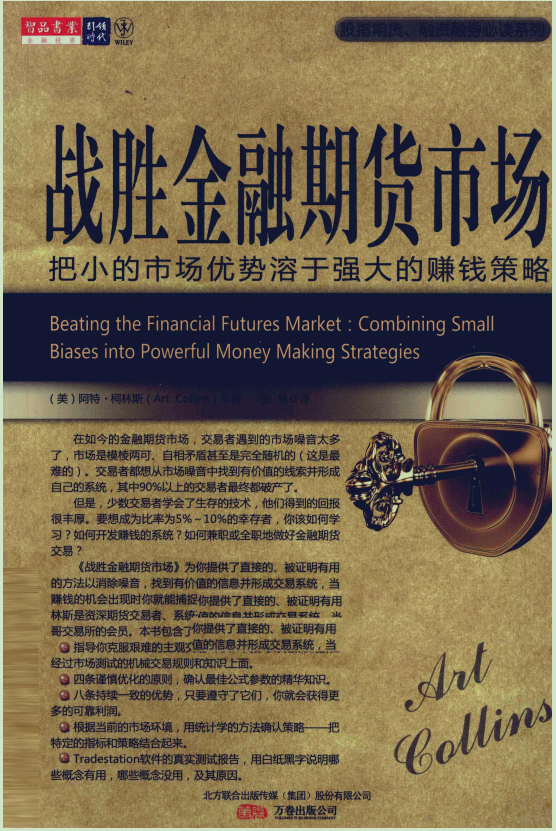 智品書業
金融投资
引领
時代
WILEY
战胜金融期货市场
把小的市场优势溶于强大的赚钱策略
Beating the Financial Futures Market : Combining Small
Biases into Powerful Money Making Strategies
(美)阿特·柯林斯(Art Collins)
在如今的金融期货市场,交易者遇到的市场噪音太多
了,市场是模棱两可、自相矛盾甚至是完全随机的(这是最
难的)。交易者都想从市场噪音中找到有价值的线索并形成
自己的系统,其中90%以上的交易者最终都破产了。
但是,少数交易者学会了生存的技术,他们得到的回报
很丰厚。要想成为比率为5%~10%的幸存者,你该如何学
习?如何开发赚钱的系统?如何兼职或全职地做好金融期货
交易?
《战胜金融期货市场》为你提供了直接的、被证明有用
的方法以消除噪音,找到有价值的信息并形成交易系统,当
赚钱的机会出现时你就能捕捉你提供了直接的、被证明有用
林斯是资深期货交易者、系统值的信息并形成交易系统,当
哥交易所的会员。本书包含了你提供了直接的、被证明有用
指导你克服艰难的主观交值的信息并形成交易系统,当
经过市场测试的机械交易规则和知识上面。
四条谨慎优化的原则,确认最佳公式参数的精华知识。
八条持续一致的优势,只要遵守了它们,你就会获得更
多的可靠利润。
根据当前的市场环境,用统计学的方法确认策略——把
特定的指标和策略结合起来。
Tradestation软件的真实测试报告,用白纸黑字说明哪
些概念有用,哪些概念没用,及其原因。
Art
Collins
北方联合出版传媒(集团)股份有限公司
万卷出版公司